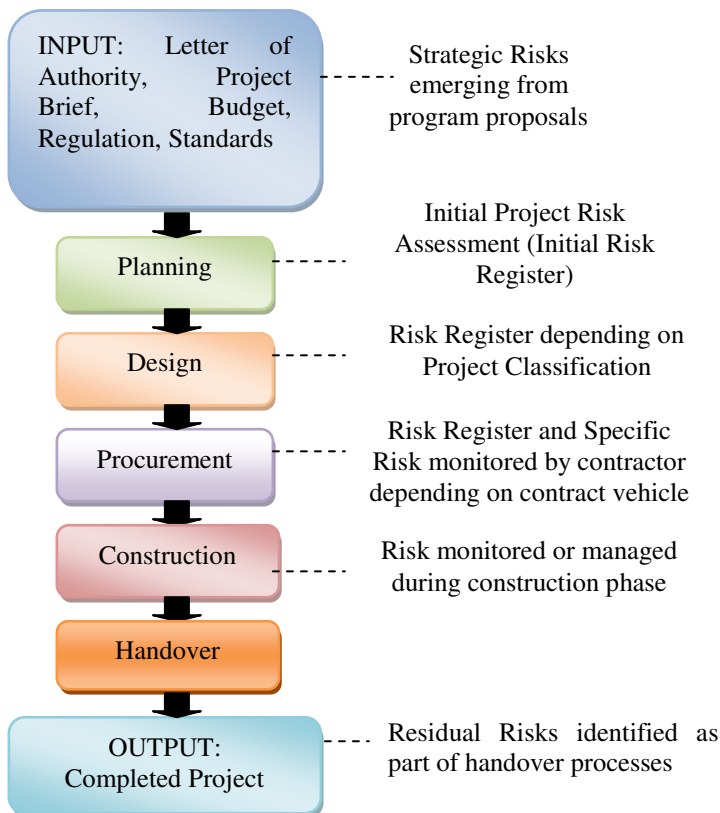 INPUT: Letter of
Authority, Project
Brief, Budget,
Regulation, Standards
Strategic Risks
emerging from
program proposals
Planning
Initial Project Risk
Assessment (Initial Risk
Register)
Design
Risk Register depending on
Project Classification
Procurement
Risk Register and Specific
Risk monitored by contractor
depending on contract vehicle
Construction
Risk monitored or managed
during construction phase
Handover
OUTPUT:
Completed Project
Residual Risks identified as
part of handover processes